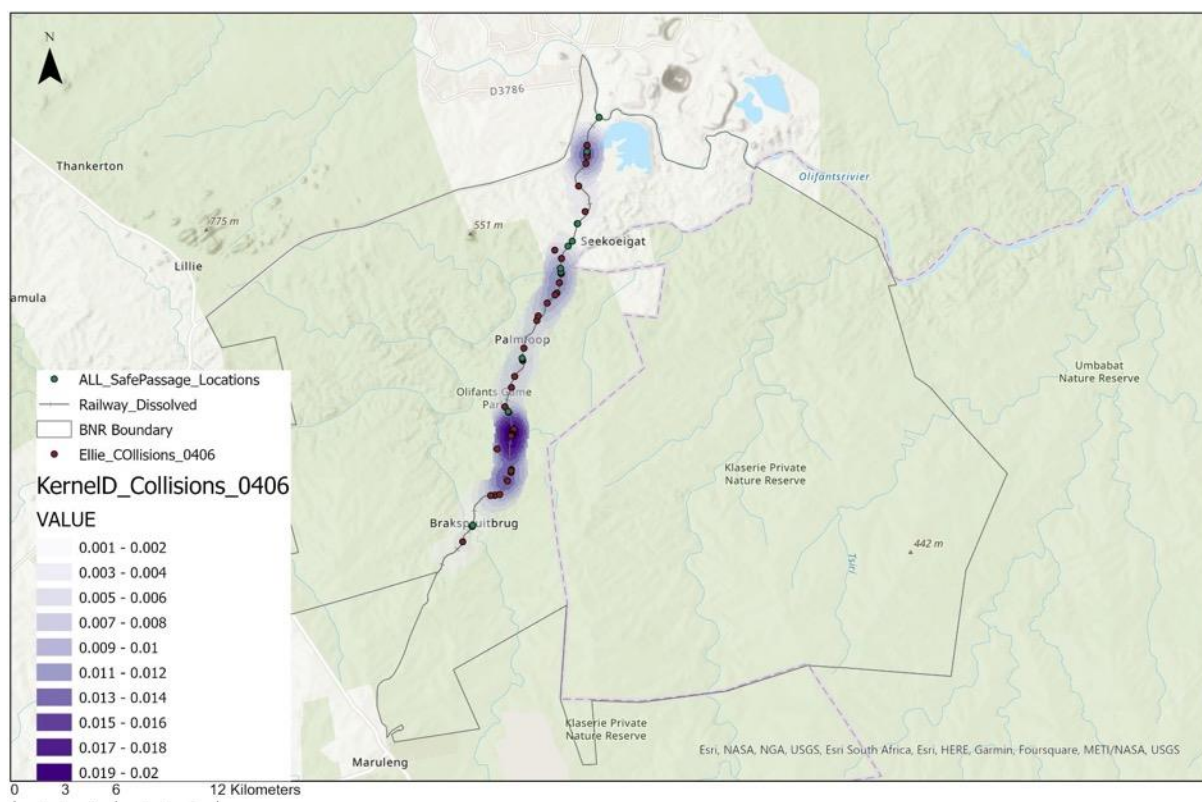 N
D3786
Thankerton
Olifantsrivier
775 m
551 m
Seekoeigat
Lillie
amula
Palmloop
Umbabat
Nature Reserve
Olifants Game
Park
Klaserie Private
Nature Reserve
Brakspruitbrug
442 m
Tsiri
ALL_SafePassage_Locations
Railway_Dissolved
BNR Boundary
Ellie_COllisions_0406
KernelD_Collisions_0406
VALUE
0.001 - 0.002
0.003 - 0.004
0.005 - 0.006
0.007 - 0.008
0.009 - 0.01
0.011 - 0.012
0.013 - 0.014
0.015 - 0.016
0.017 - 0.018
0.019 - 0.02
Klaserie Private
Nature Reserve
Maruleng
Esri, NASA, NGA, USGS, Esri South Africa, Esri, HERE, Garmin, Foursquare, METI/NASA, USGS
0 3 6 12 Kilometers